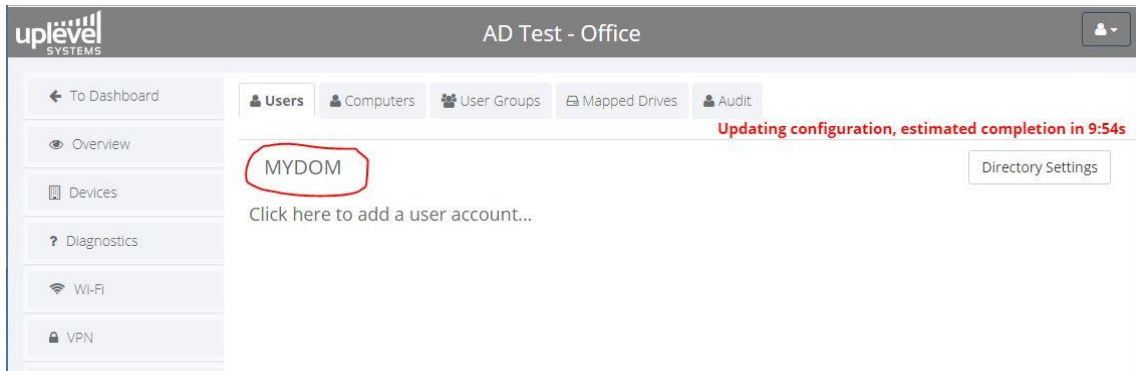 uplevel
SYSTEMS
AD Test - Office
To Dashboard
Overview
Devices
? Diagnostics
Wi-Fi
VPN
Users
Computers
User Groups
Mapped Drives
Audit
Updating configuration, estimated completion in 9:54s
MYDOM
Directory Settings
Click here to add a user account...